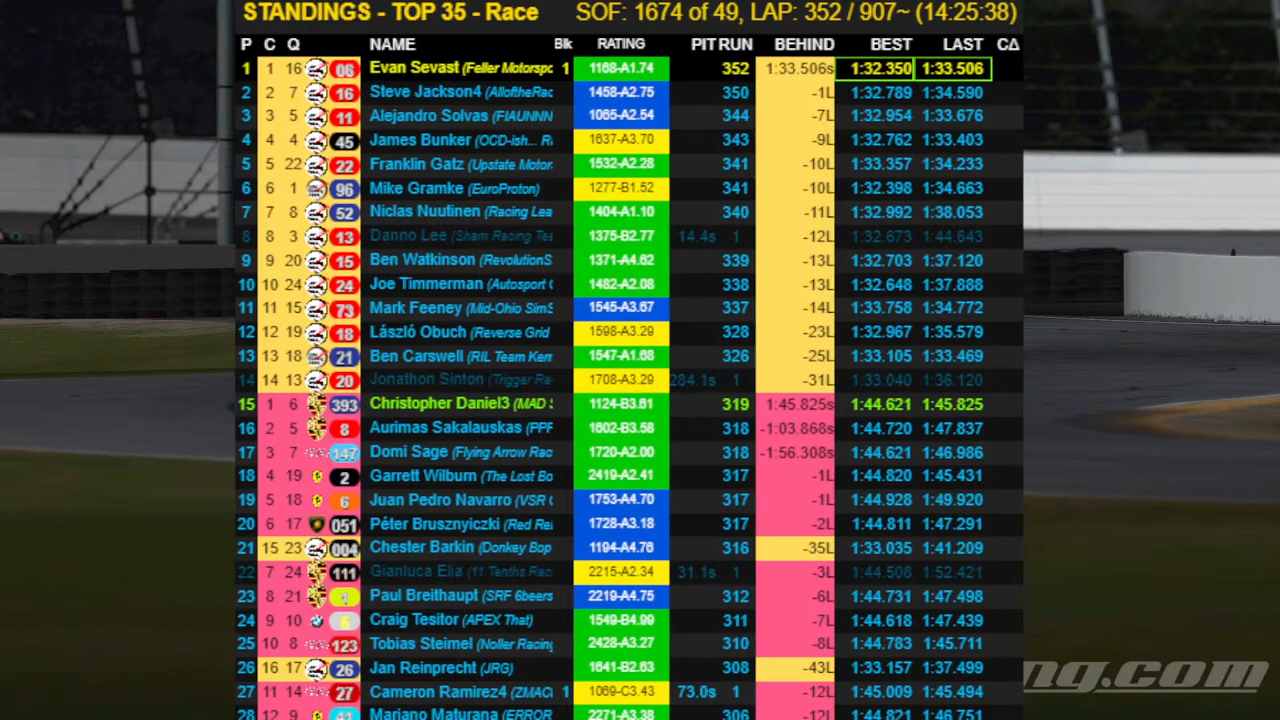 STANDINGS - TOP 35 - Race SOF: 1674 of 49, LAP: 352 / 907~ (14:25:38)
P C Q NAME Blk RATING PIT RUN BEHIND BEST LAST CΔ
1 1 16 06 Evan Sevast (Feller Motorspo 1 1168-A1.74 352 1:33.506s 1:32.350 1:33.506
2 2 7 16 Steve Jackson4 (AlloftheRac 1458-A2.75 350 -1L 1:32.789 1:34.590
3 3 5 11 Alejandro Solvas (FIAUNNN 1065-A2.54 344 -7L 1:32.954 1:33.676
4 4 4 45 James Bunker (OCD-ish... R 1637-A3.70 343 -9L 1:32.762 1:33.403
5 5 22 22 Franklin Gatz (Upstate Motor 1532-A2.28 341 -10L 1:33.357 1:34.233
6 6 1 96 Mike Gramke (EuroProton) 1277-B1.52 341 -10L 1:32.398 1:34.663
7 7 8 52 Niclas Nuutinen (Racing Lea 1404-A1.10 340 -11L 1:32.992 1:38.053
8 8 3 13 Danno Lee (Sham Racing Tea 1375-B2.77 14.4s 1 -12L 1:32.673 1:44.643
9 9 20 15 Ben Watkinson (RevolutionS 1371-A4.62 339 -13L 1:32.703 1:37.120
10 10 24 24 Joe Timmerman (Autosport 1482-A2.08 338 -13L 1:32.648 1:37.888
11 11 15 73 Mark Feeney (Mid-Ohio SimS 1545-A3.67 337 -14L 1:33.758 1:34.772
12 12 19 18 László Obuch (Reverse Grid 1598-A3.29 328 -23L 1:32.967 1:35.579
13 13 18 21 Ben Carswell (RIL Team Kerr 1547-A1.68 326 -25L 1:33.105 1:33.469
14 14 13 20 Jonathon Sinton (Trigger Ra 1708-A3.29 284.1s 1 -31L 1:33.040 1:36.120
15 1 6 393 Christopher Daniel3 (MAD S 1124-B3.61 319 1:45.825s 1:44.621 1:45.825
16 2 5 8 Aurimas Sakalauskas (PPF 1602-B3.58 318 -1:03.868s 1:44.720 1:47.837
17 3 7 147 Domi Sage (Flying Arrow Rac 1720-A2.00 318 -1:56.308s 1:44.621 1:46.986
18 4 19 2 Garrett Wilburn (The Lost Bo 2419-A2.41 317 -1L 1:44.820 1:45.431
19 5 18 6 Juan Pedro Navarro (VSR 1753-A4.70 317 -1L 1:44.928 1:49.920
20 6 17 051 Péter Brusznyiczki (Red Rei 1728-A3.18 317 -2L 1:44.811 1:47.291
21 15 23 004 Chester Barkin (Donkey Bop 1194-A4.76 316 -35L 1:33.035 1:41.209
22 7 24 111 Gianluca Elia (11 Tenths Rac 2215-A2.34 31.1s 1 -3L 1:44.508 1:52.421
23 8 21 1 Paul Breithaupt (SRF 6beers 2219-A4.75 312 -6L 1:44.731 1:47.498
24 9 10 Craig Tesitor (APEX That) 1549-B4.99 311 -7L 1:44.618 1:47.439
25 10 8 123 Tobias Steimel (Noller Racing 2428-A3.27 310 -8L 1:44.783 1:45.711
26 16 17 26 Jan Reinprecht (JRG) 1641-B2.63 308 -43L 1:33.157 1:37.499
27 11 14 27 Cameron Ramirez4 (ZMAC 1 1069-C3.43 73.0s 1 -12L 1:45.009 1:45.494
28 12 9 41 Mariano Maturana (ERROR 2271-A3.38 306 -12L 1:44.821 1:46.751
ng.com